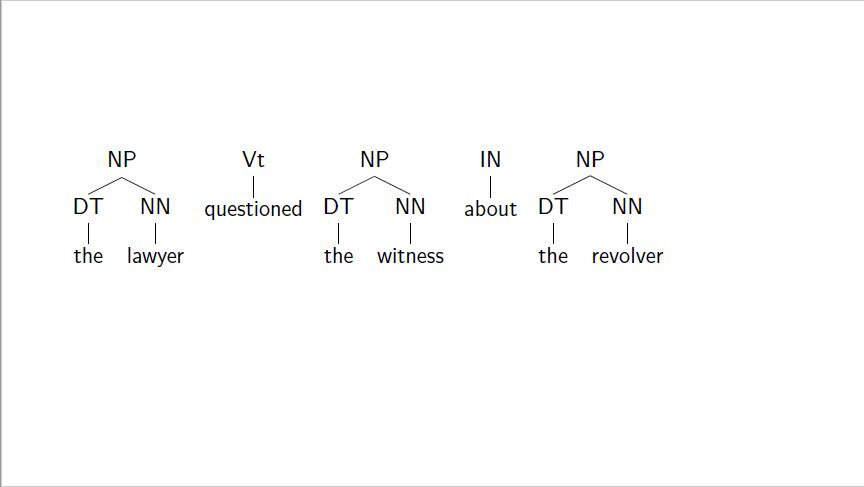 NP Vt NP IN NP
DT NN questioned DT NN about DT NN
the lawyer the witness the revolver